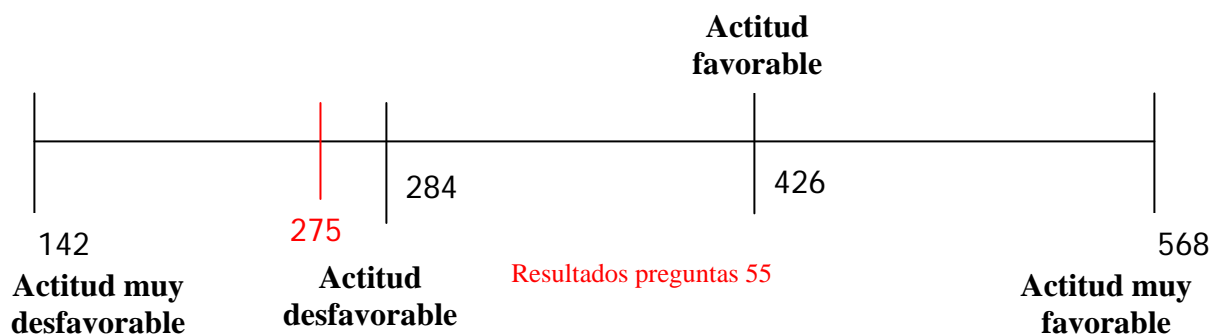 Actitud
favorable
284
426
275
142
568
Actitud muy
desfavorable
Actitud
desfavorable
Resultados preguntas 55
Actitud muy
favorable